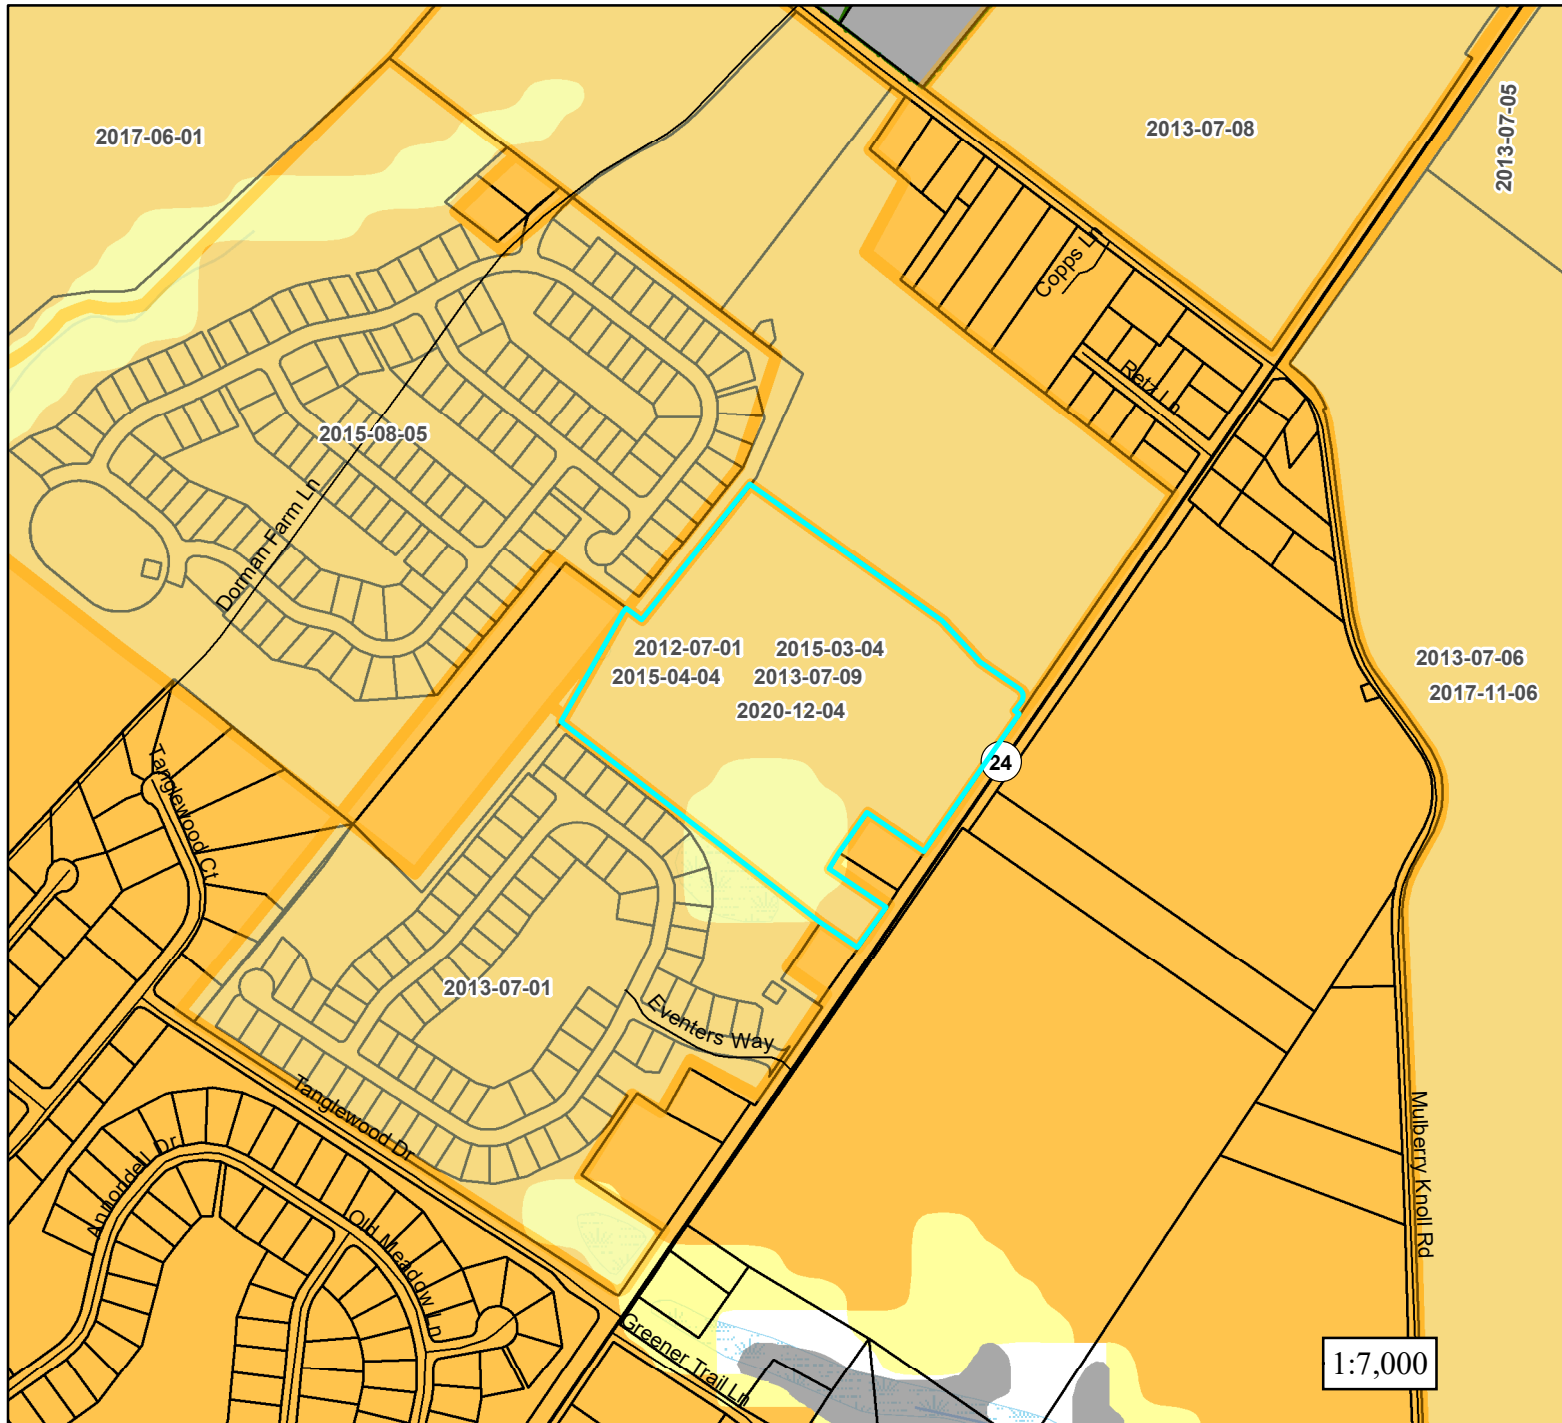 2013-07-05
2017-06-01
2013-07-08
Copps Ln
Retz Ln
2015-08-05
Dorman Farm Ln
2012-07-01
2015-03-04
2015-04-04
2013-07-09
2020-12-04
2013-07-06
2017-11-06
24
Tanglewood Ct
2013-07-01
Eventers Way
Tanglewood Dr
Annondell Dr
Old Meadow Ln
Mulberry Knoll Rd
Greener Trail Ln
1:7,000